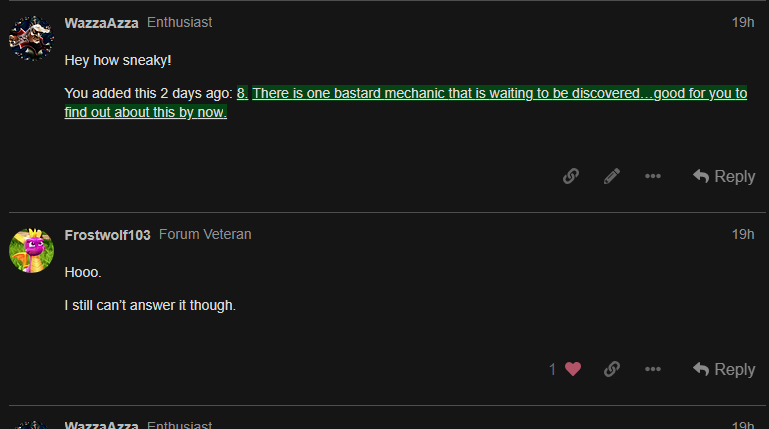 WazzaAzza Enthusiast 19h
Hey how sneaky!
You added this 2 days ago: 8. There is one bastard mechanic that is waiting to be discovered…good for you to
find out about this by now.
Reply
Frostwolf103 Forum Veteran 19h
Hooo.
I still can’t answer it though.
1 Reply
WazzaAzza Enthusiast 19h